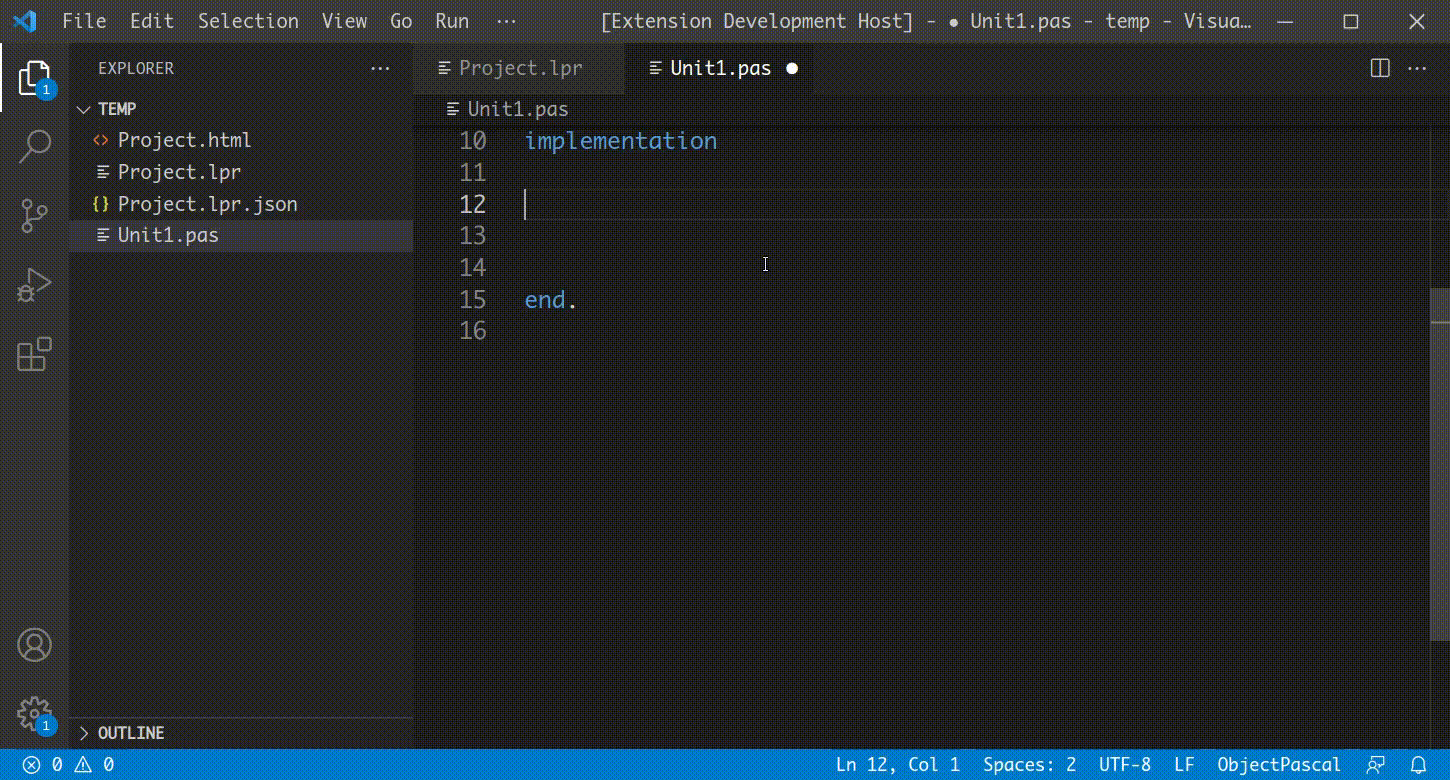 File Edit Selection View Go Run ··· [Extension Development Host] - ● Unit1.pas - temp - Visua...
EXPLORER ···
Project.lpr Unit1.pas ● ···
TEMP
Project.html
Project.lpr
{} Project.lpr.json
Unit1.pas
OUTLINE
Unit1.pas
10 implementation
11
12
13
14
15 end.
16
1
1
0 0 Ln 12, Col 1 Spaces: 2 UTF-8 LF ObjectPascal